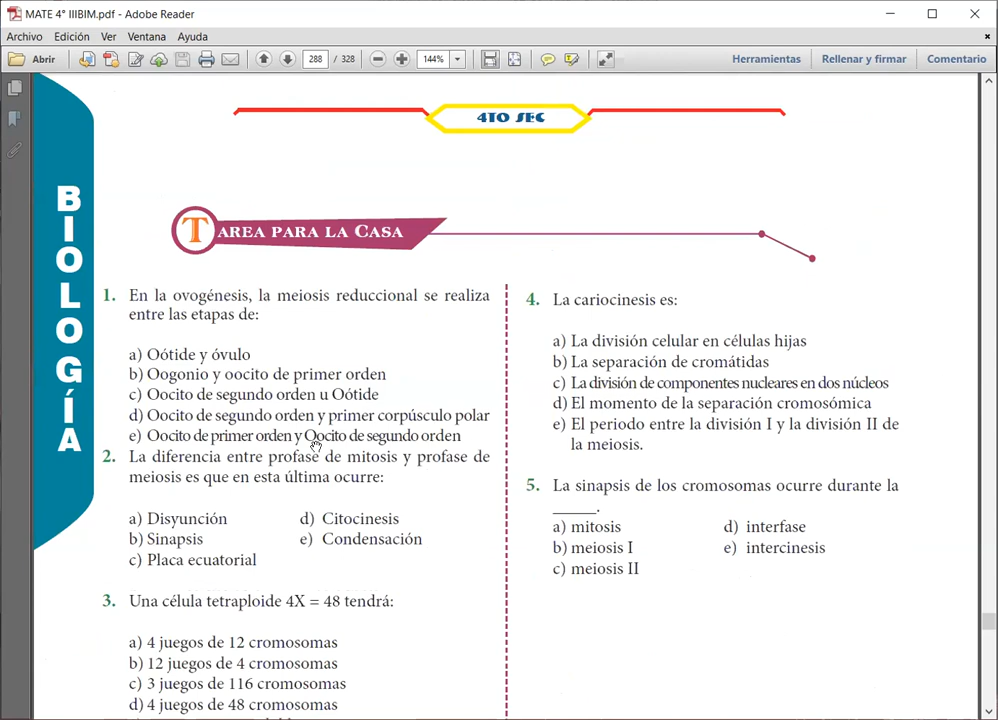 MATE 4° IIIBIM.pdf - Adobe Reader
Archivo Edición Ver Ventana Ayuda
Abrir 288 / 328 144% Herramientas Rellenar y firmar Comentario
4TO SEC
BIOLOGÍA
TAREA PARA LA CASA
1. En la ovogénesis, la meiosis reduccional se realiza
entre las etapas de:
a) Oótide y óvulo
b) Oogonio y oocito de primer orden
c) Oocito de segundo orden u Oótide
d) Oocito de segundo orden y primer corpúsculo polar
e) Oocito de primer orden y Oocito de segundo orden
2. La diferencia entre profase de mitosis y profase de
meiosis es que en esta última ocurre:
a) Disyunción d) Citocinesis
b) Sinapsis e) Condensación
c) Placa ecuatorial
3. Una célula tetraploide 4X = 48 tendrá:
a) 4 juegos de 12 cromosomas
b) 12 juegos de 4 cromosomas
c) 3 juegos de 116 cromosomas
d) 4 juegos de 48 cromosomas
4. La cariocinesis es:
a) La división celular en células hijas
b) La separación de cromátidas
c) La división de componentes nucleares en dos núcleos
d) El momento de la separación cromosómica
e) El periodo entre la división I y la división II de
la meiosis.
5. La sinapsis de los cromosomas ocurre durante la
_____.
a) mitosis d) interfase
b) meiosis I e) intercinesis
c) meiosis II